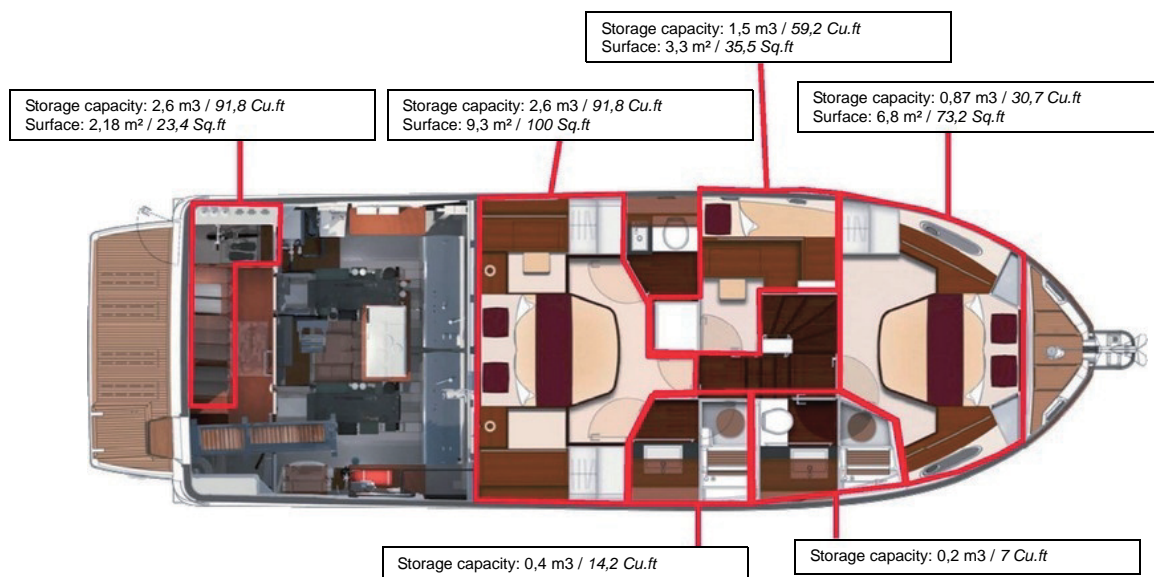 Storage capacity: 1,5 m3 / 59,2 Cu.ft
Surface: 3,3 m² / 35,5 Sq.ft
Storage capacity: 2,6 m3 / 91,8 Cu.ft
Surface: 2,18 m² / 23,4 Sq.ft
Storage capacity: 2,6 m3 / 91,8 Cu.ft
Surface: 9,3 m² / 100 Sq.ft
Storage capacity: 0,87 m3 / 30,7 Cu.ft
Surface: 6,8 m² / 73,2 Sq.ft
Storage capacity: 0,4 m3 / 14,2 Cu.ft
Storage capacity: 0,2 m3 / 7 Cu.ft